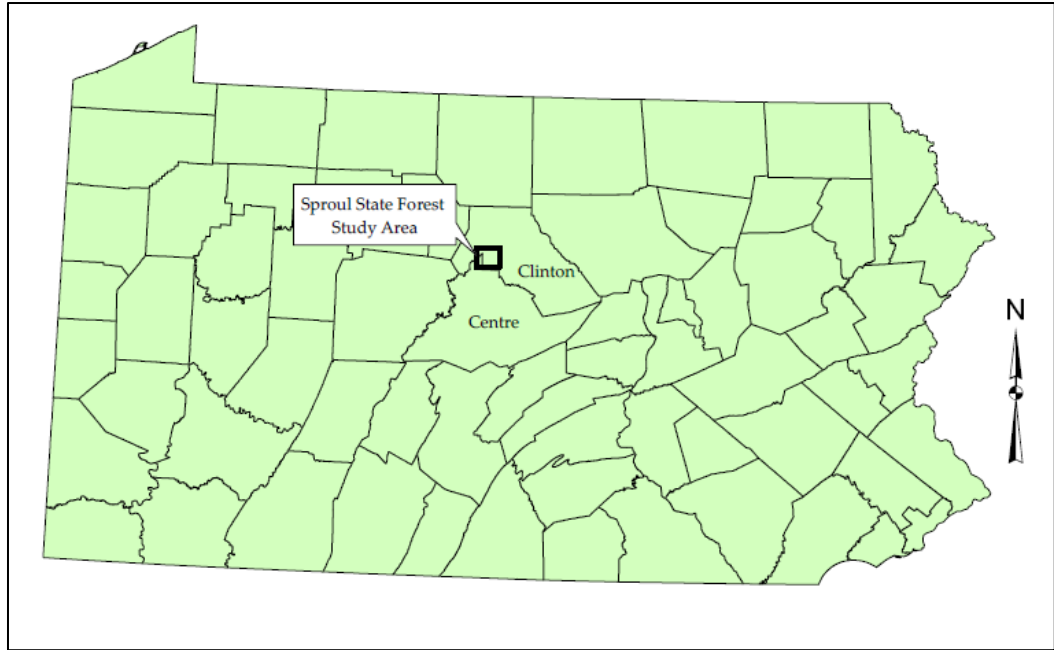 Sproul State Forest
Study Area
Clinton
Centre
N